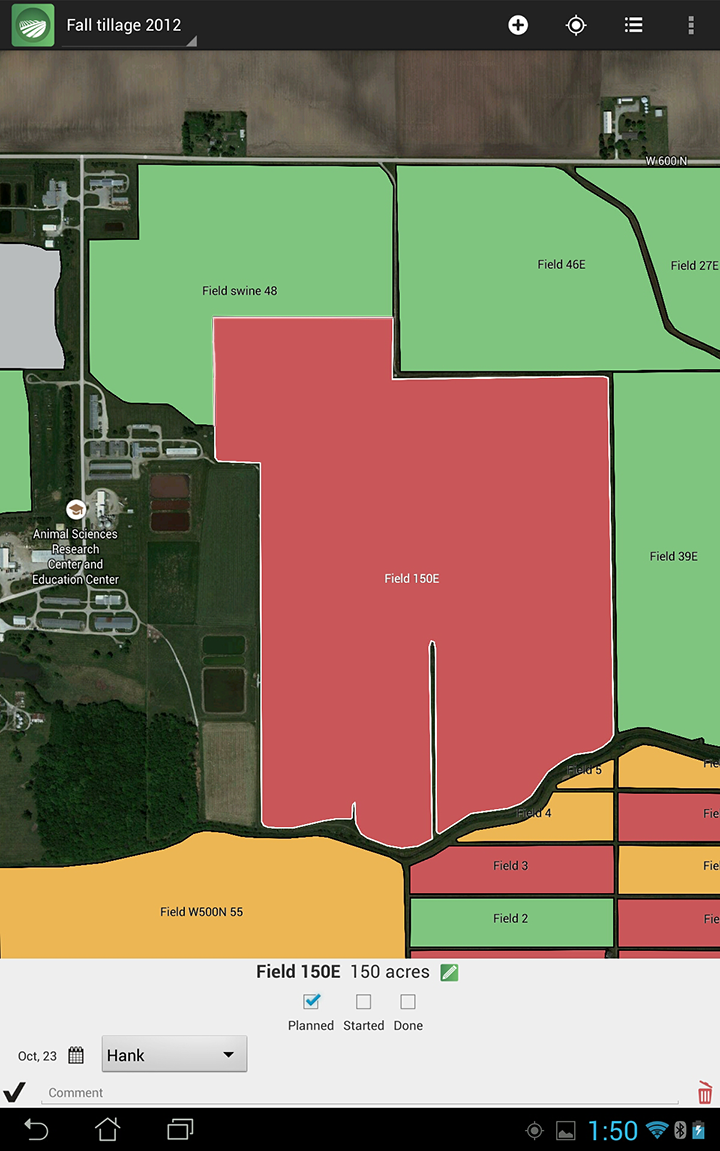 Fall tillage 2012
W 600 N
Field 46E
Field 27E
Field swine 48
Animal Sciences
Research
Center and
Education Center
Field 39E
Field 150E
Field 5
Fie
Field 4
Fie
Field 3
Fie
Field W500N 55
Field 2
Fie
Field 150E 150 acres
Planned Started Done
Oct, 23 Hank
Comment
1:50